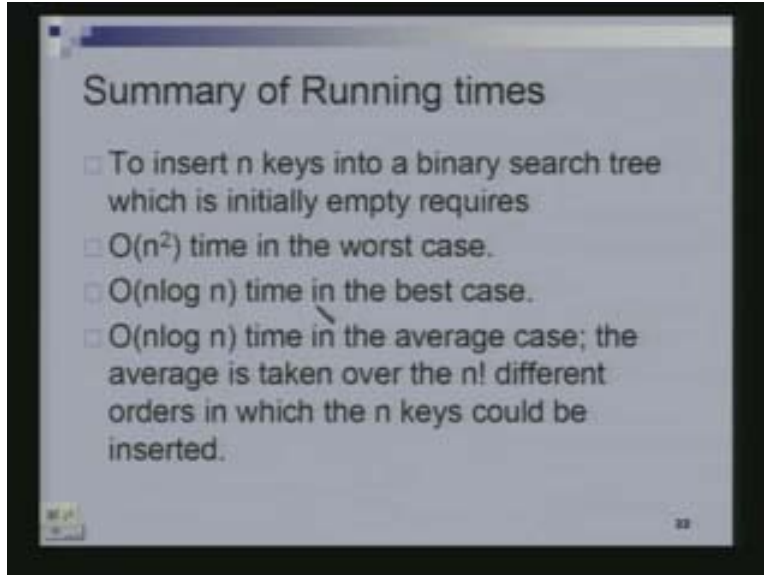 Summary of Running times
To insert n keys into a binary search tree
which is initially empty requires
O(n²) time in the worst case.
O(nlog n) time in the best case.
O(nlog n) time in the average case; the
average is taken over the n! different
orders in which the n keys could be
inserted.